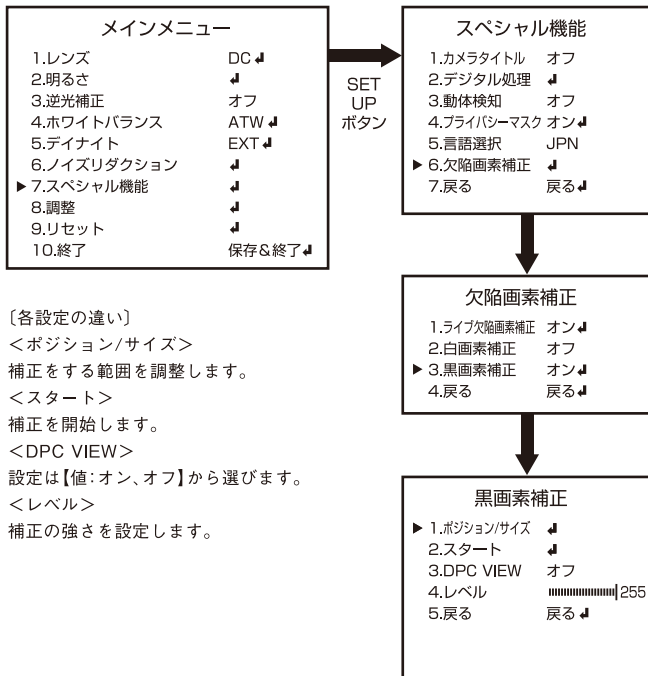 メインメニュー
1.レンズ DC↲
2.明るさ ↲
3.逆光補正 オフ
4.ホワイトバランス ATW↲
5.デイナイト EXT↲
6.ノイズリダクション ↲
▶7.スペシャル機能 ↲
8.調整 ↲
9.リセット ↲
10.終了 保存&終了↲
SET
UP
ボタン
スペシャル機能
1.カメラタイトル オフ
2.デジタル処理 ↲
3.動体検知 オフ
4.プライバシーマスク オン↲
5.言語選択 JPN
▶6.欠陥画素補正 ↲
7.戻る 戻る↲
欠陥画素補正
1.ライブ欠陥画素補正 オン↲
2.白画素補正 オフ
▶3.黒画素補正 オン↲
4.戻る 戻る↲
黒画素補正
▶1.ポジション/サイズ ↲
2.スタート ↲
3.DPC VIEW オフ
4.レベル 255
5.戻る 戻る↲
〔各設定の違い〕
<ポジション/サイズ>
補正をする範囲を調整します。
<スタート>
補正を開始します。
<DPC VIEW>
設定は【値:オン、オフ】から選びます。
<レベル>
補正の強さを設定します。